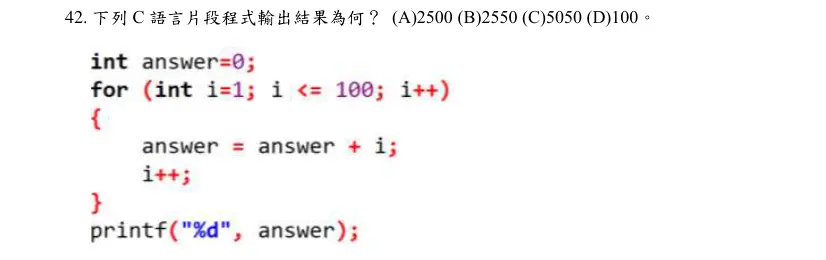 42. 下列 C 語言片段程式輸出結果為何？ (A)2500 (B)2550 (C)5050 (D)100。
int answer=0;
for (int i=1; i <= 100; i++)
{
answer = answer + i;
i++;
}
printf("%d", answer);